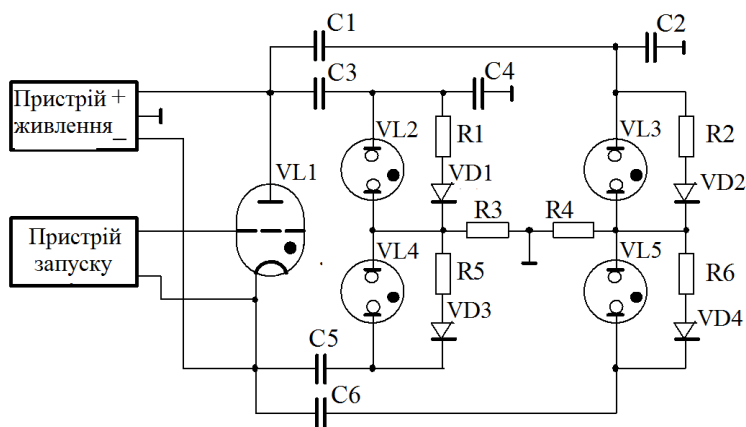 C1
C2
C3
C4
Пристрій +
живлення _
VL2
R1
VL3
R2
VL1
VD1
VD2
R3
R4
Пристрій
запуску
VL4
R5
VL5
R6
VD3
VD4
C5
C6